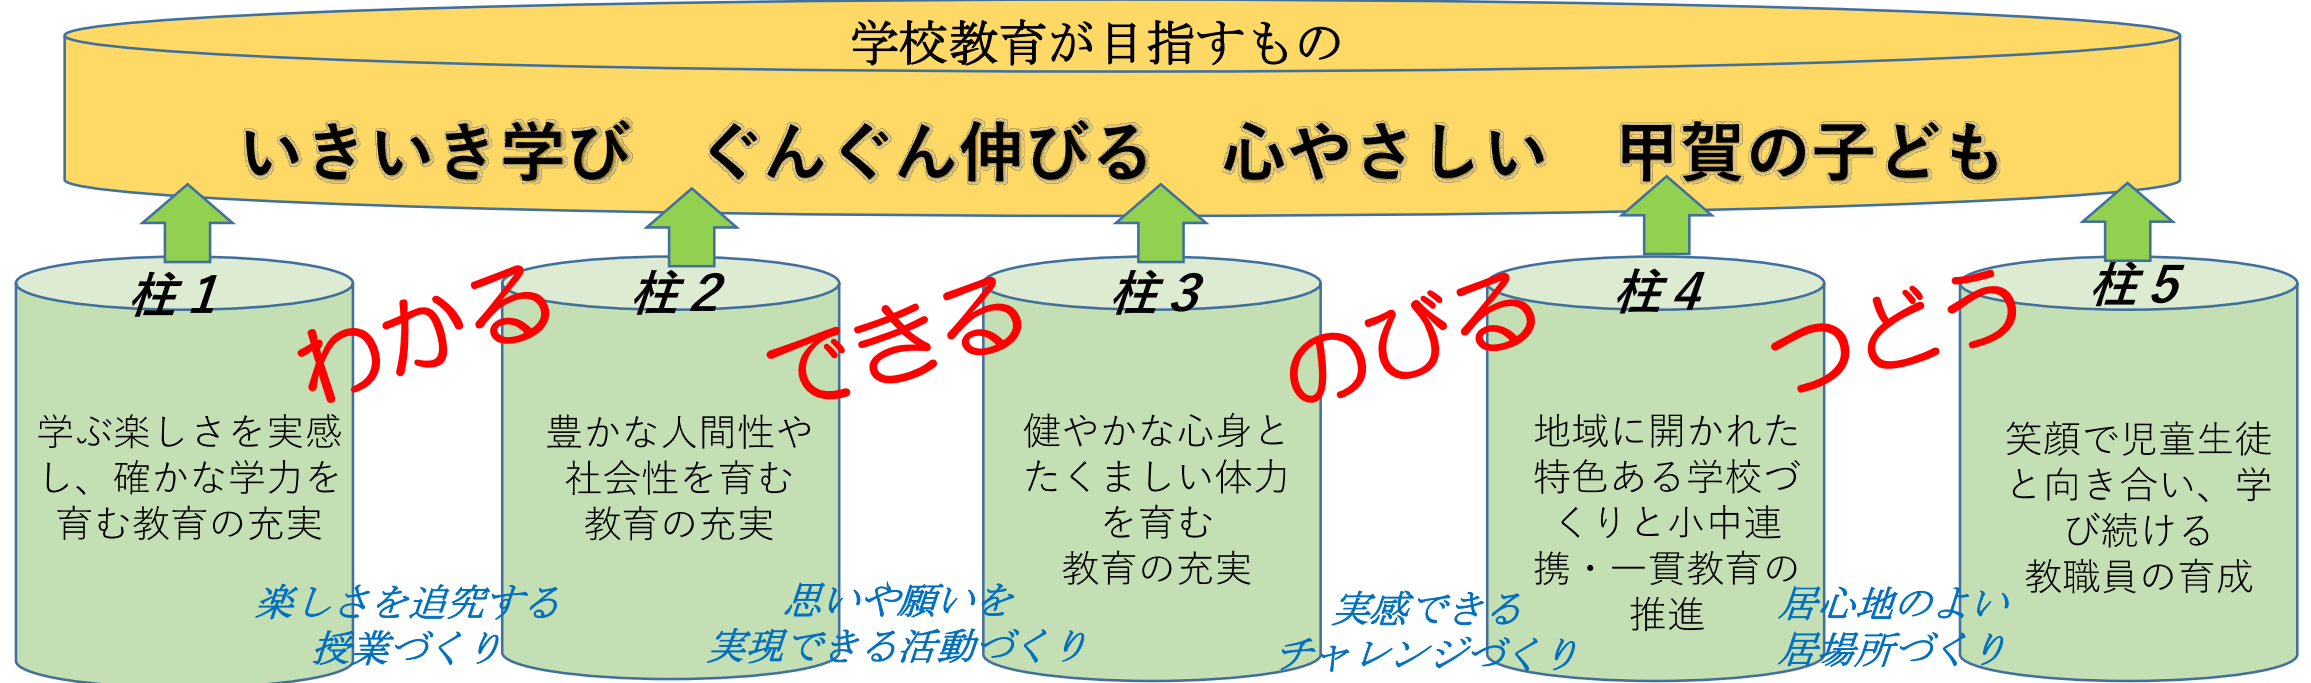 学校教育が目指すもの
いきいき学び　ぐんぐん伸びる　心やさしい　甲賀の子ども
柱１
学ぶ楽しさを実感
し、確かな学力を
育む教育の充実
わかる
楽しさを追究する
授業づくり
柱２
豊かな人間性や
社会性を育む
教育の充実
できる
思いや願いを
実現できる活動づくり
柱３
健やかな心身と
たくましい体力
を育む
教育の充実
のびる
実感できる
チャレンジづくり
柱４
地域に開かれた
特色ある学校づ
くりと小中連
携・一貫教育の
推進
つどう
居心地のよい
居場所づくり
柱５
笑顔で児童生徒
と向き合い、学
び続ける
教職員の育成